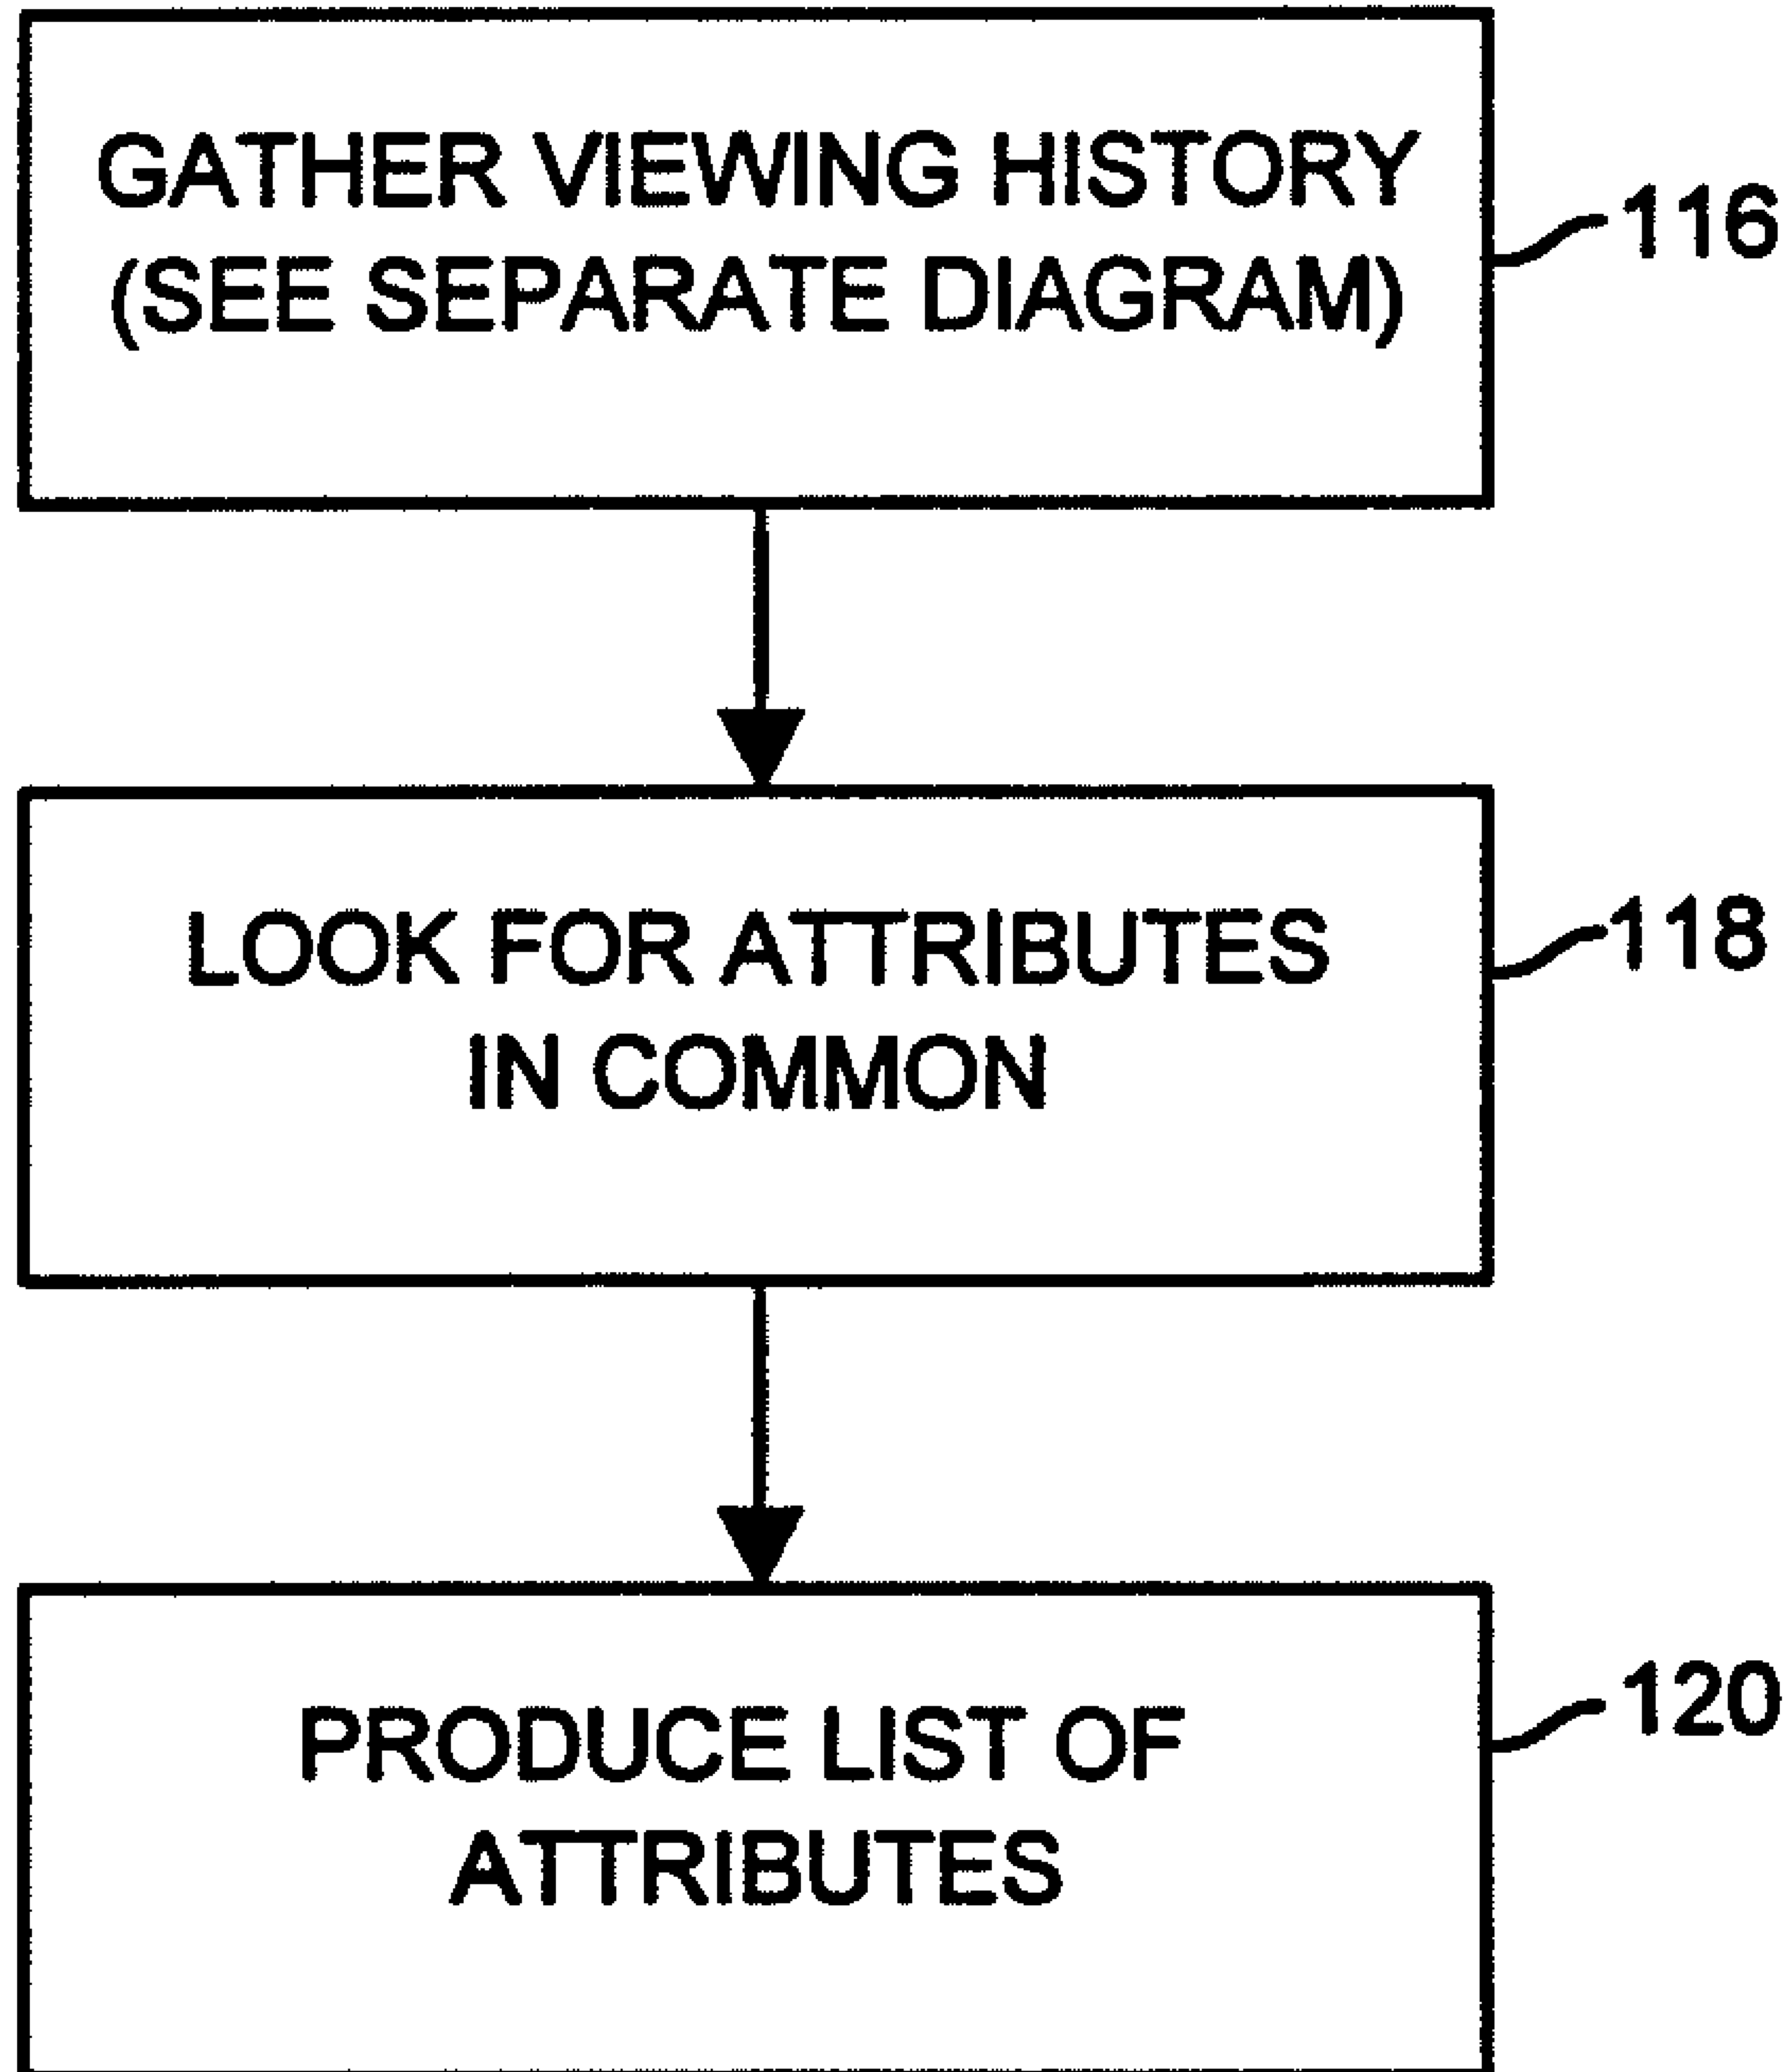 GATHER VIEWING HISTORY
(SEE SEPARATE DIAGRAM)
116
LOOK FOR ATTRIBUTES
IN COMMON
118
PRODUCE LIST OF
ATTRIBUTES
120